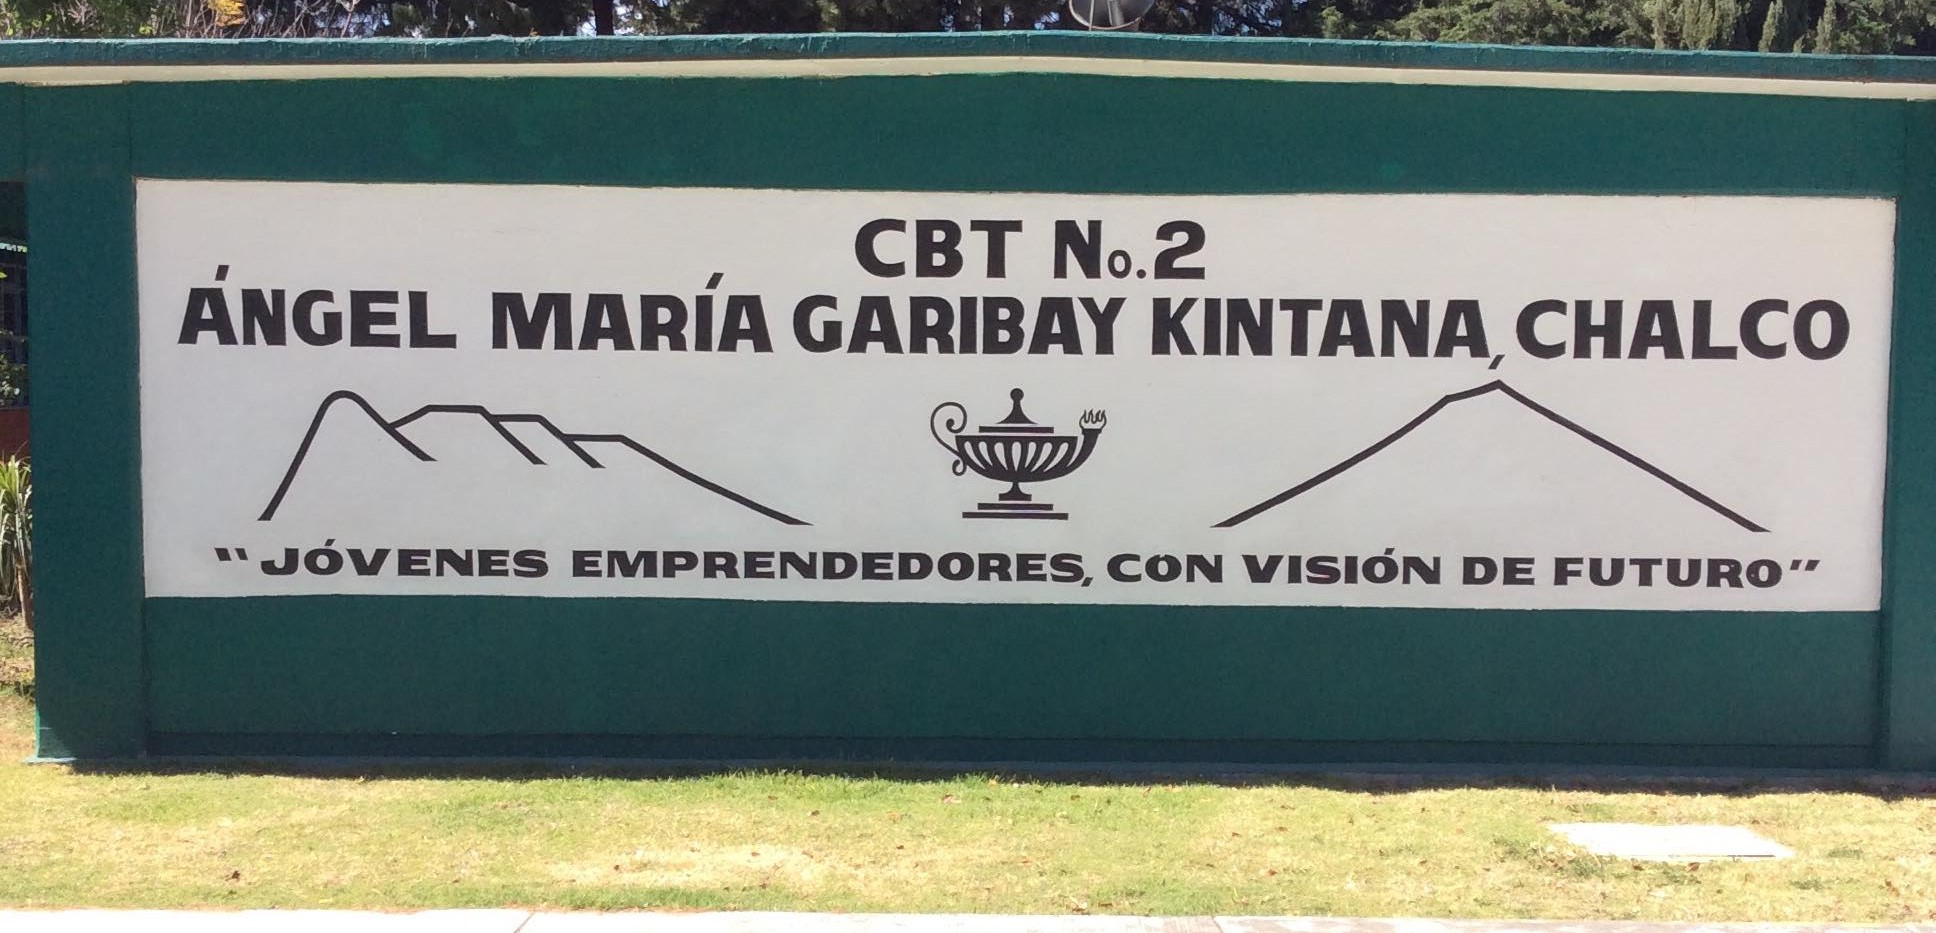 CBT No.2
ÁNGEL MARÍA GARIBAY KINTANA, CHALCO
"JÓVENES EMPRENDEDORES, CON VISIÓN DE FUTURO"